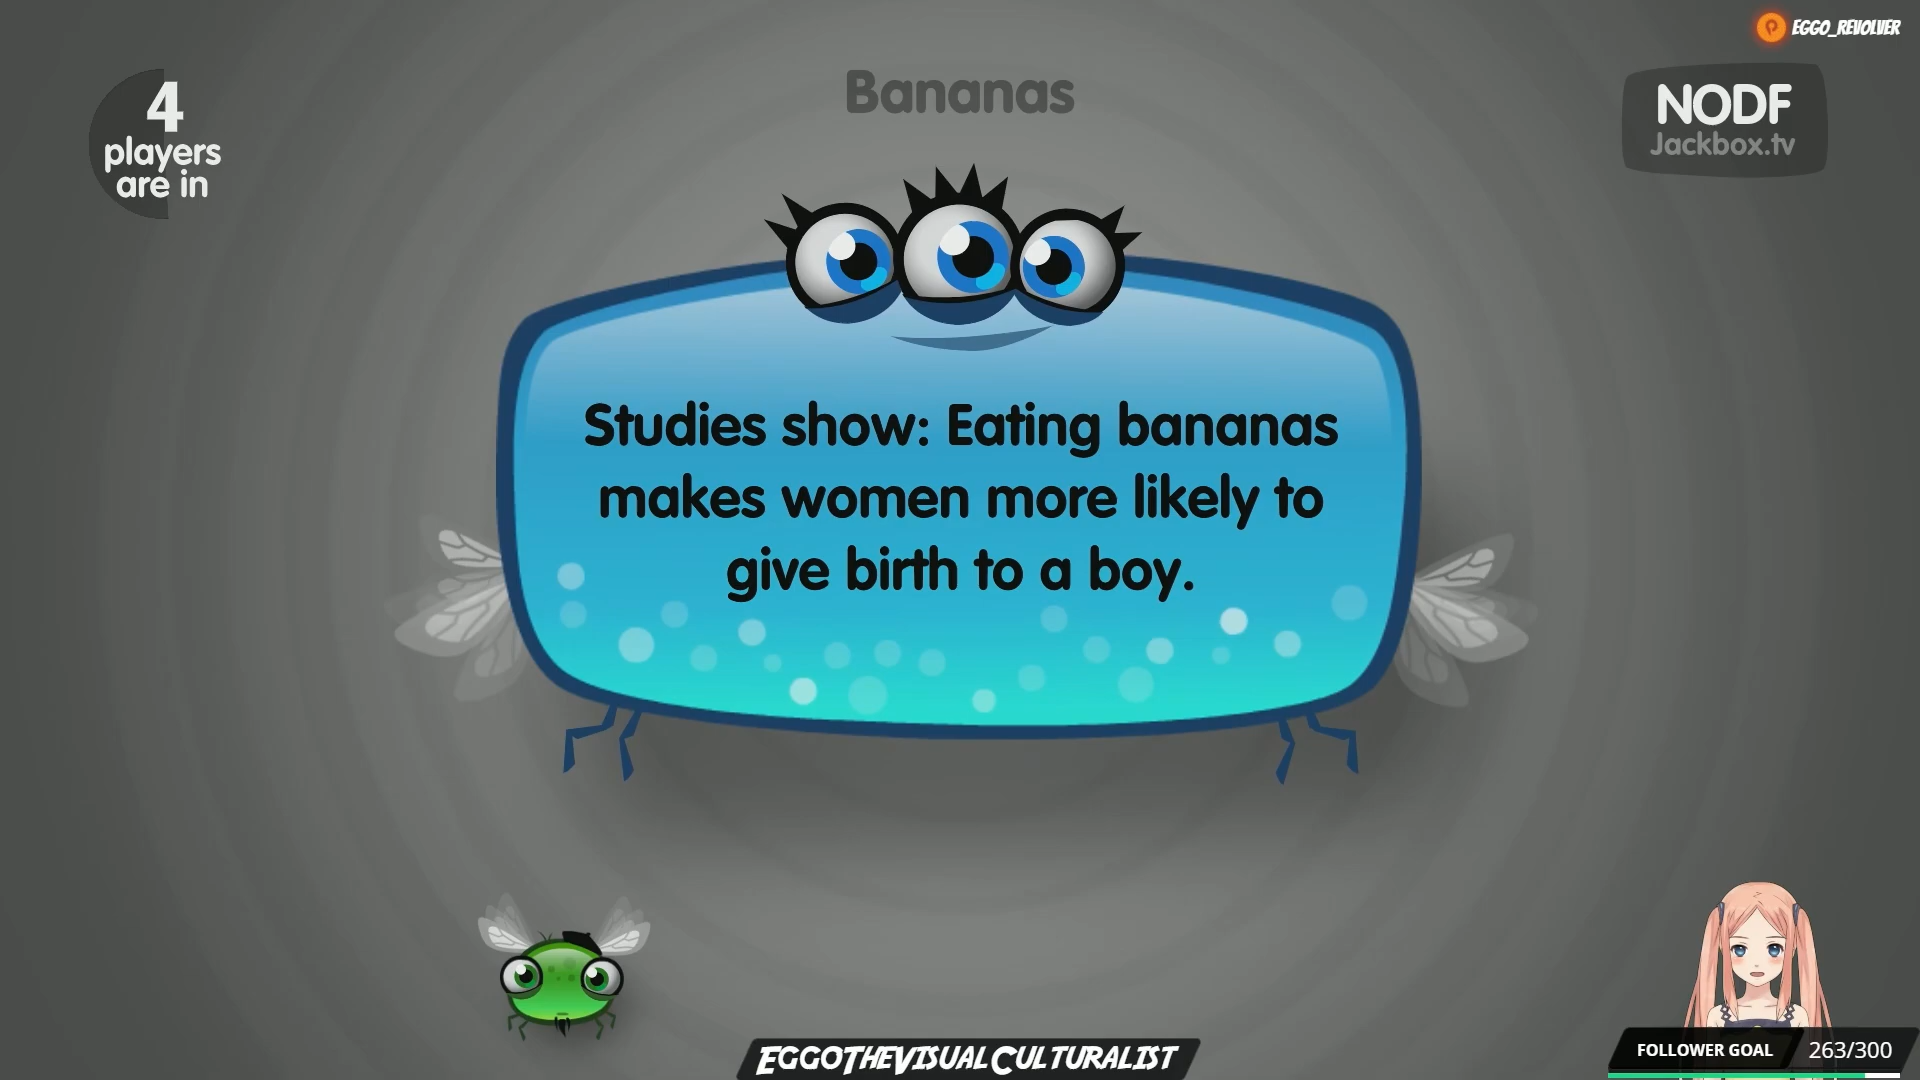 EGGO_REVOLVER
4
players
are in
Bananas
NODF
Jackbox.tv
Studies show: Eating bananas
makes women more likely to
give birth to a boy.
EGGOTHEVISUALCULTURALIST
FOLLOWER GOAL 263/300